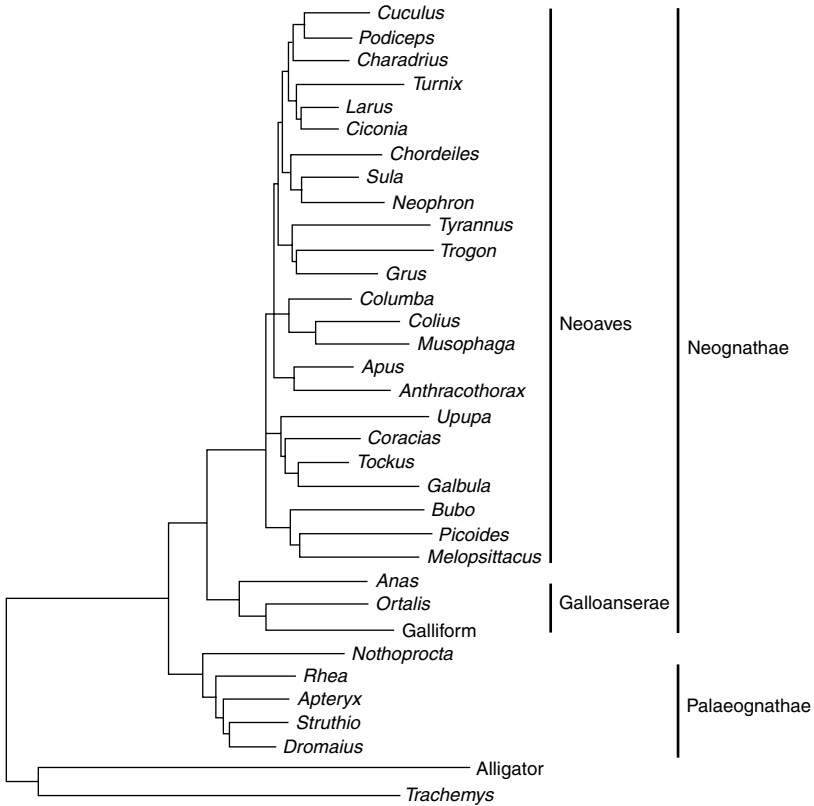 Cuculus
Podiceps
Charadrius
Turnix
Larus
Ciconia
Chordeiles
Sula
Neophron
Tyrannus
Trogon
Grus
Columba
Colius
Musophaga
Apus
Anthracothorax
Upupa
Coracias
Tockus
Galbula
Bubo
Picoides
Melopsittacus
Anas
Ortalis
Galliform
Nothoprocta
Rhea
Apteryx
Struthio
Dromaius
Alligator
Trachemys
Neoaves
Galloanserae
Neognathae
Palaeognathae